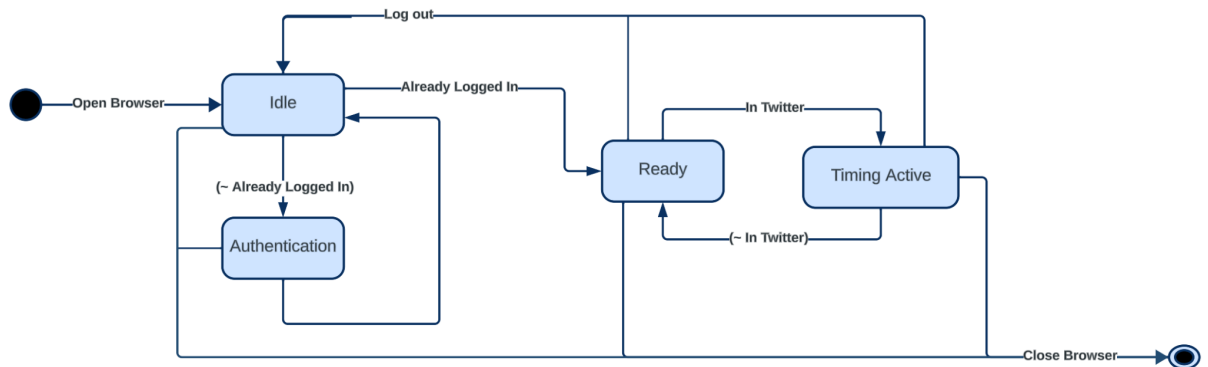 Log out
Idle
Already Logged In
Open Browser
In Twitter
Ready
Timing Active
(~ Already Logged In)
(~ In Twitter)
Authentication
Close Browser